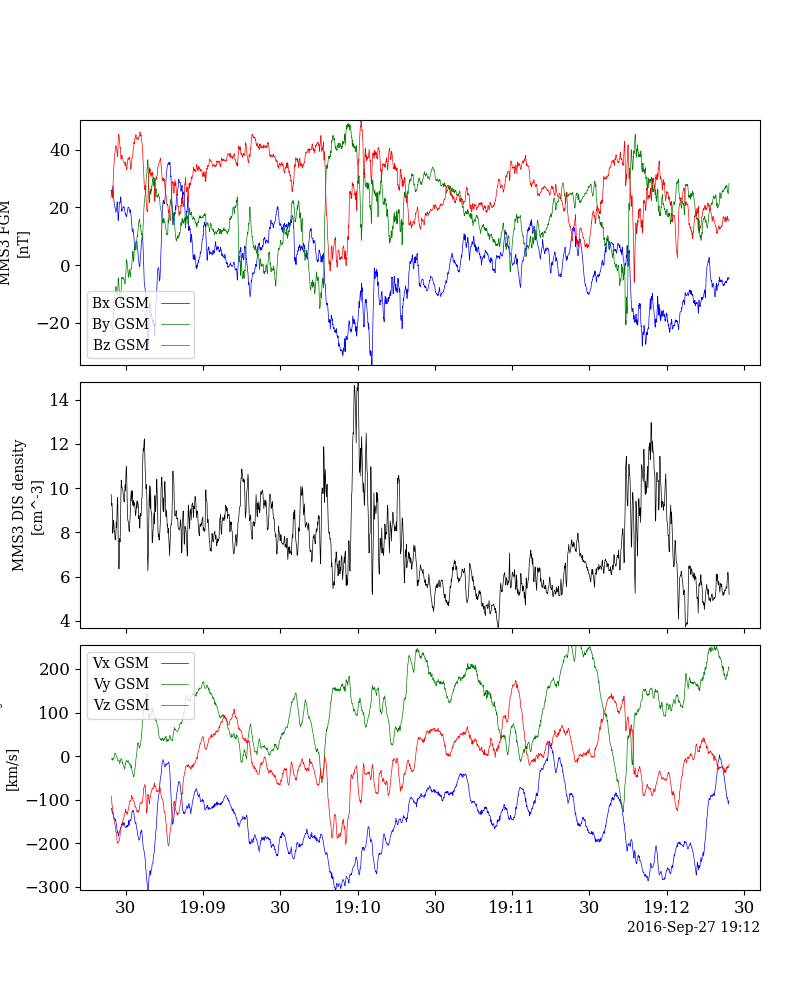 40
20
0
−20
MMS3 FGM
[nT]
Bx GSM
By GSM
Bz GSM
14
12
10
8
6
4
MMS3 DIS density
[cm^-3]
200
100
0
−100
−200
−300
[km/s]
Vx GSM
Vy GSM
Vz GSM
30
19:09
30
19:10
30
19:11
30
19:12
30
2016-Sep-27 19:12